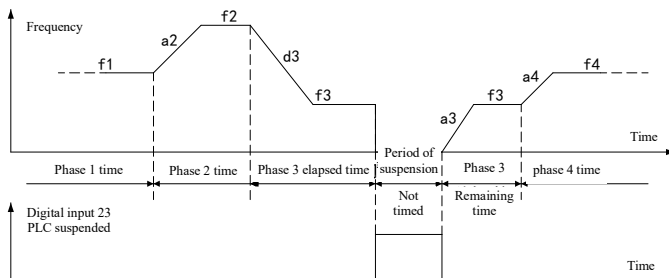 Frequency
f1
a2
f2
d3
f3
a3
f3
a4
f4
Time
Phase 1 time
Phase 2 time
Phase 3 elapsed time
Period of
suspension
Not
timed
Phase 3
Remaining
time
phase 4 time
Digital input 23
PLC suspended
Time